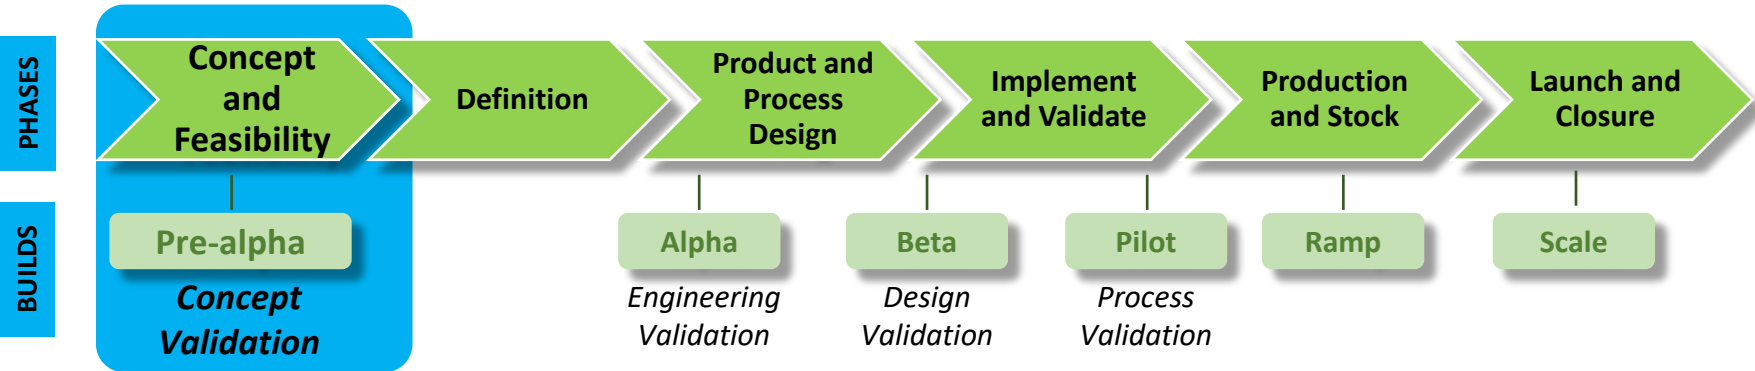 PHASES
Concept
and
Feasibility
Definition
Product and
Process
Design
Implement
and Validate
Production
and Stock
Launch and
Closure
BUILDS
Pre-alpha
Alpha
Beta
Pilot
Ramp
Scale
Concept
Validation
Engineering
Validation
Design
Validation
Process
Validation